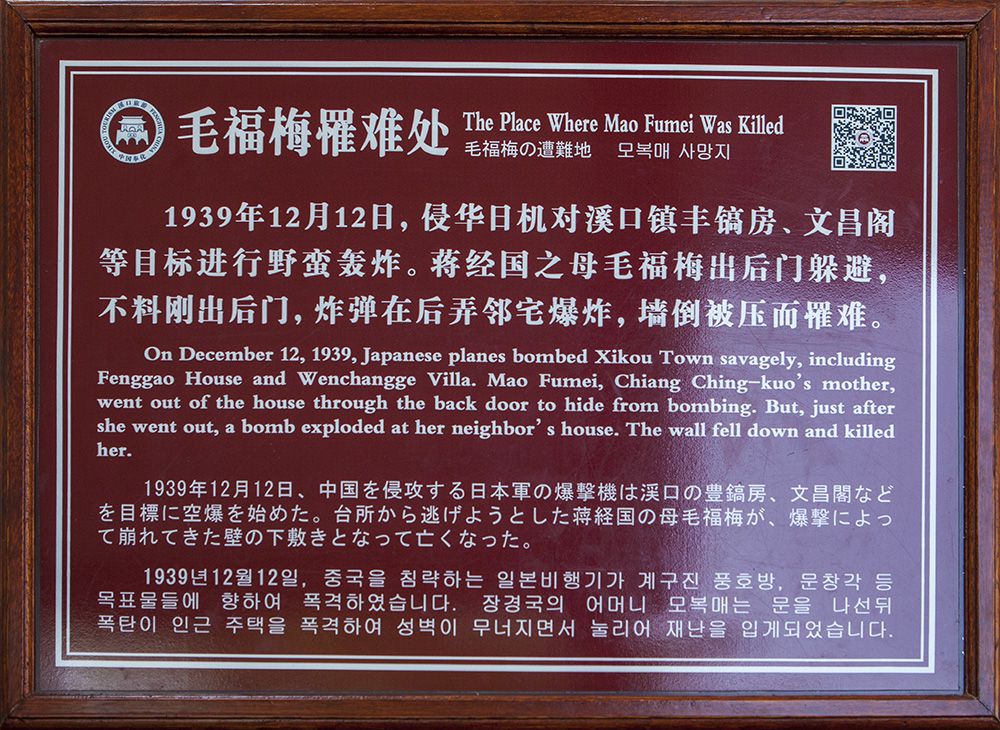 毛福梅罹难处
The Place Where Mao Fumei Was Killed
毛福梅の遭難地 모복매 사망지
1939年12月12日，侵华日机对溪口镇丰镐房、文昌阁
等目标进行野蛮轰炸。蒋经国之母毛福梅出后门躲避，
不料刚出后门，炸弹在后弄邻宅爆炸，墙倒被压而罹难。
On December 12, 1939, Japanese planes bombed Xikou Town savagely, including
Fenggao House and Wenchangge Villa. Mao Fumei, Chiang Ching-kuo's mother,
went out of the house through the back door to hide from bombing. But, just after
she went out, a bomb exploded at her neighbor's house. The wall fell down and killed
her.
1939年12月12日、中国を侵攻する日本軍の爆撃機は渓口の豊鎬房、文昌閣など
を目標に空爆を始めた。台所から逃げようとした蒋経国の母毛福梅が、爆撃によっ
て崩れてきた壁の下敷きとなって亡くなった。
1939년12월12일, 중국을 침략하는 일본비행기가 계구진 풍호방, 문창각 등
목표물들에 향하여 폭격하였습니다. 장경국의 어머니 모복매는 문을 나선뒤
폭탄이 인근 주택을 폭격하여 성벽이 무너지면서 눌리어 재난을 입게되었습니다.